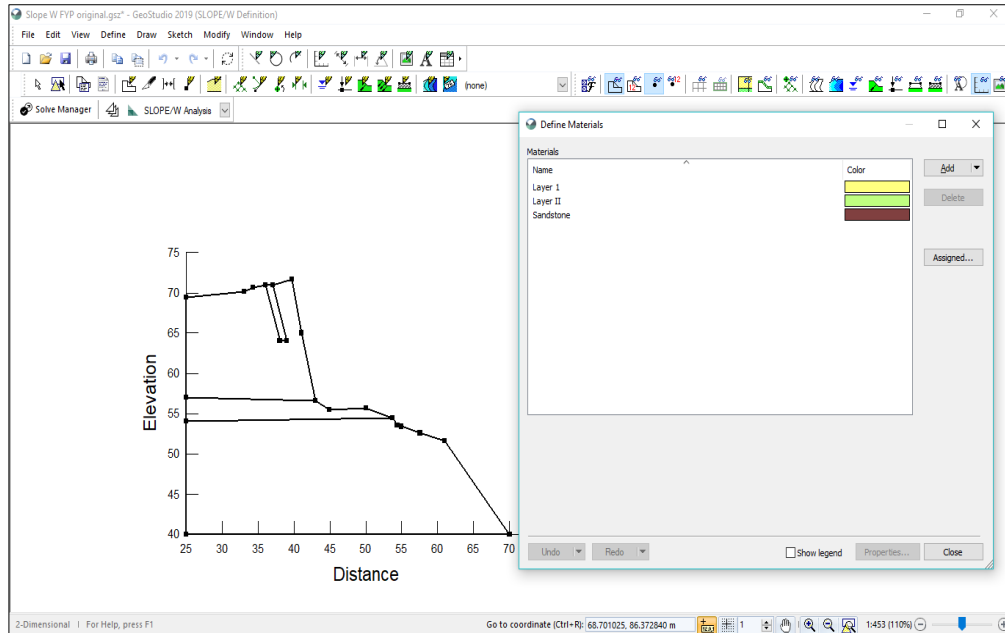 Slope W FYP original.gsz* - GeoStudio 2019 (SLOPE/W Definition)
File Edit View Define Draw Sketch Modify Window Help
(none)
Solve Manager SLOPE/W Analysis
Define Materials
Materials
Name Color
Layer 1
Layer II
Sandstone
Add
Delete
Assigned...
Undo Redo Show legend Properties... Close
75
70
65
60
55
50
45
40
Elevation
25 30 35 40 45 50 55 60 65 70
Distance
2-Dimensional | For Help, press F1 Go to coordinate (Ctrl+R): 68.701025, 86.372840 m 1 1:453 (110%)